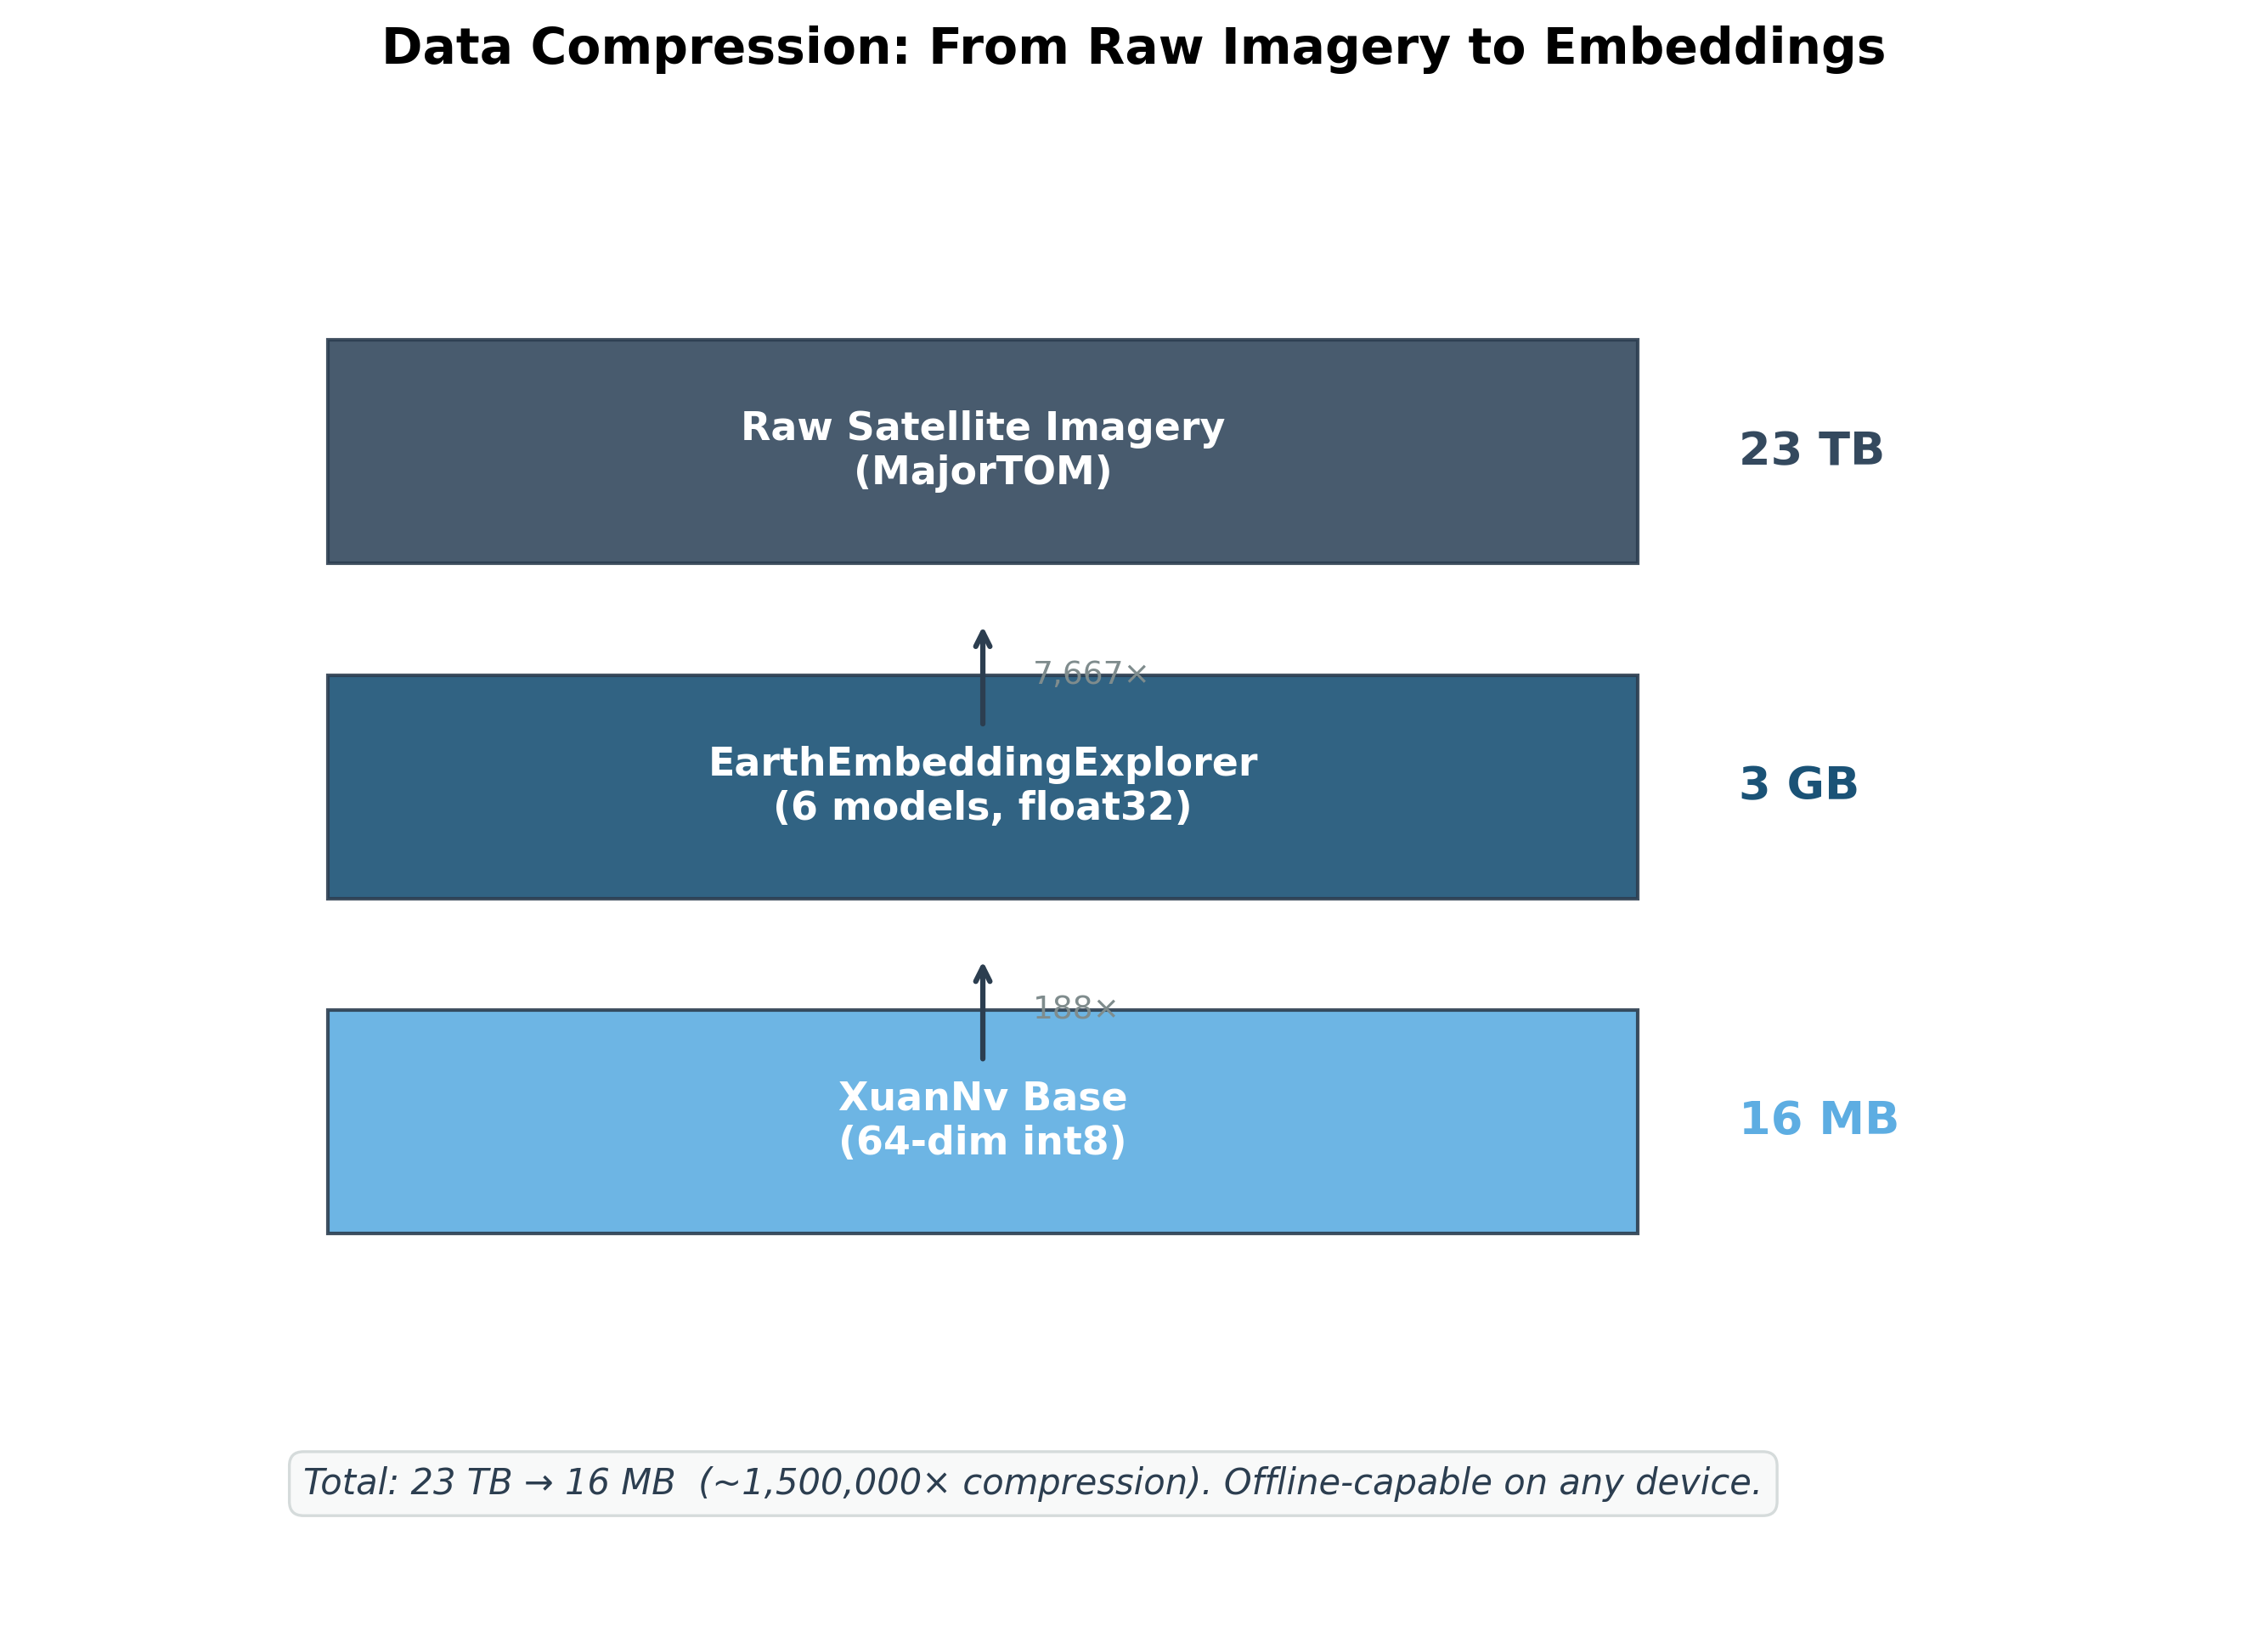 Data Compression: From Raw Imagery to Embeddings
Raw Satellite Imagery
(MajorTOM)
23 TB
7,667×
EarthEmbeddingExplorer
(6 models, float32)
3 GB
188×
XuanNv Base
(64-dim int8)
16 MB
Total: 23 TB → 16 MB (~1,500,000× compression). Offline-capable on any device.